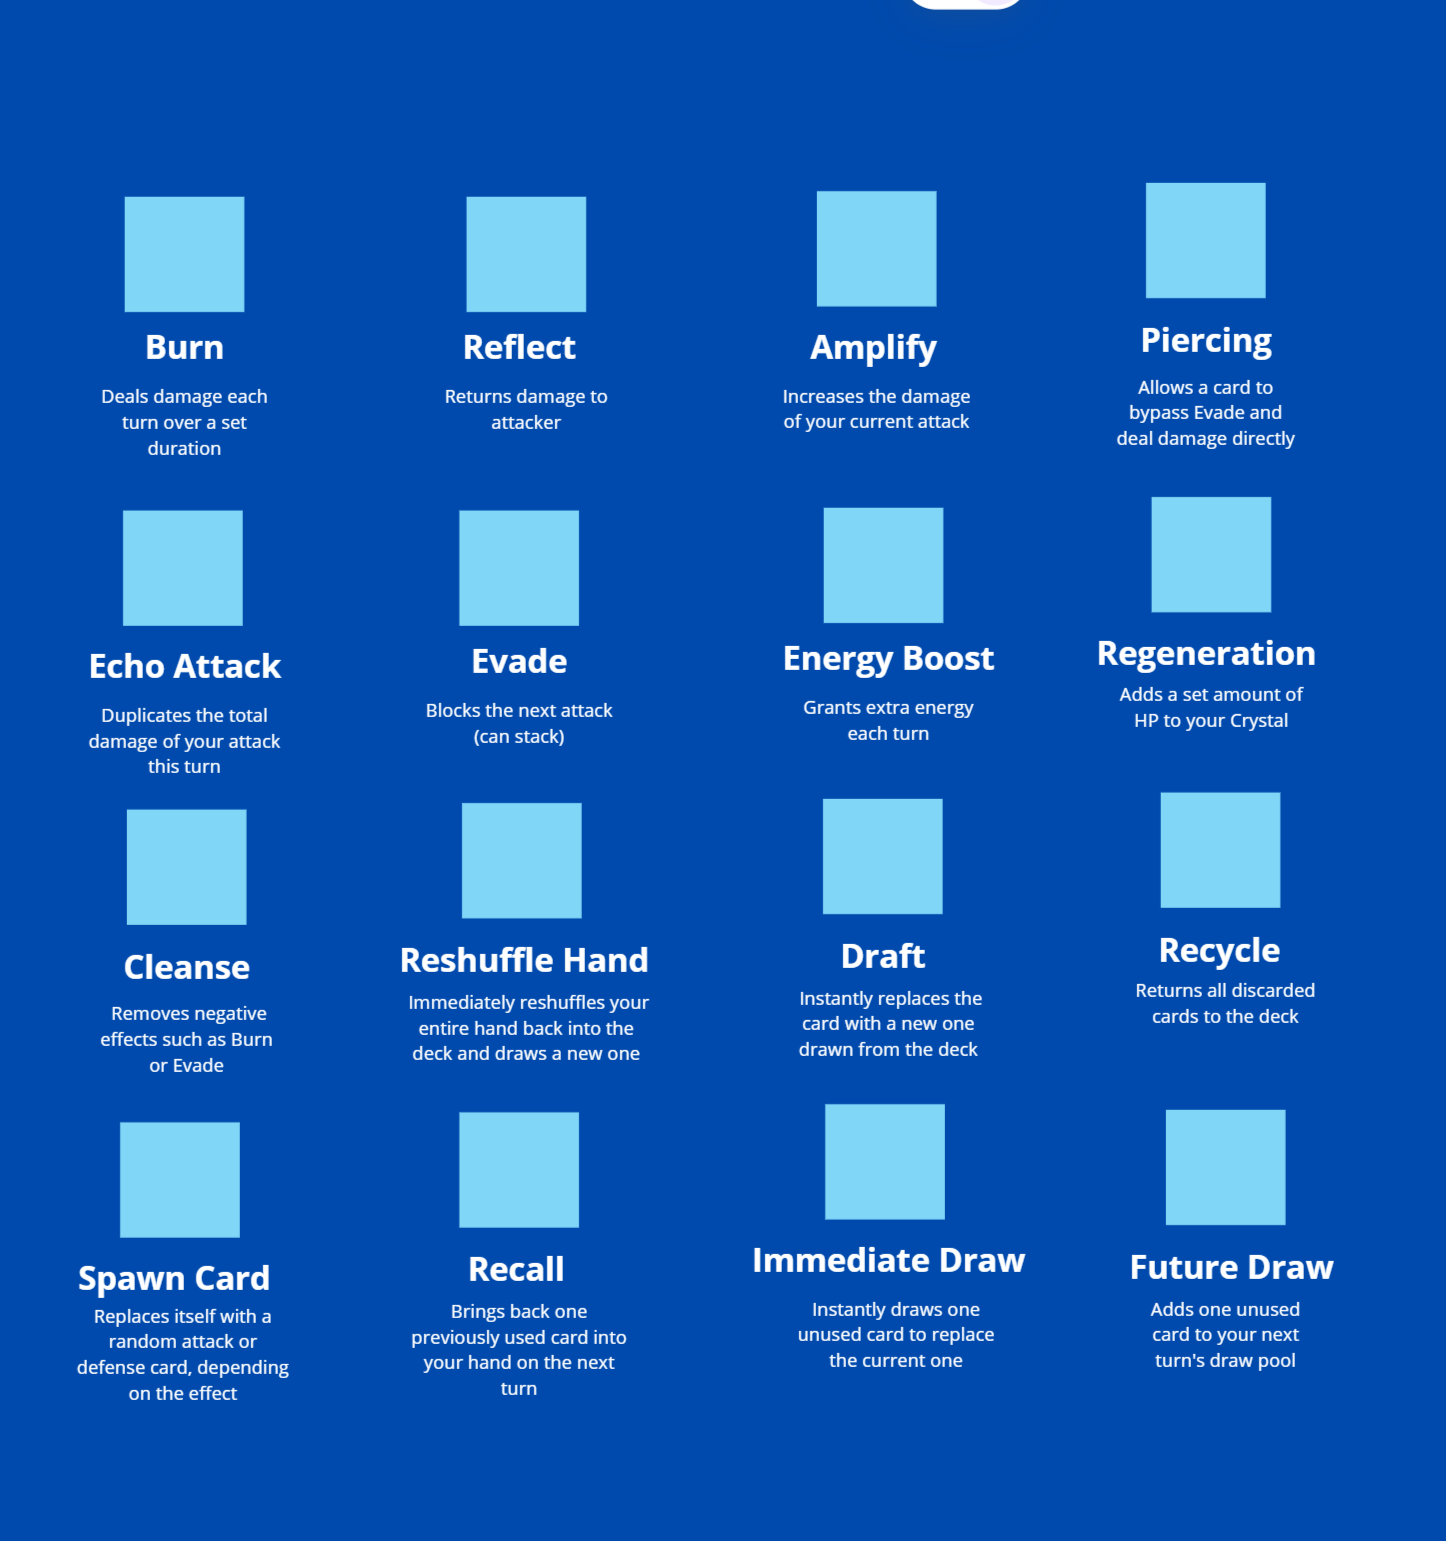 Burn
Deals damage each
turn over a set
duration
Reflect
Returns damage to
attacker
Amplify
Increases the damage
of your current attack
Piercing
Allows a card to
bypass Evade and
deal damage directly
Echo Attack
Duplicates the total
damage of your attack
this turn
Evade
Blocks the next attack
(can stack)
Energy Boost
Grants extra energy
each turn
Regeneration
Adds a set amount of
HP to your Crystal
Cleanse
Removes negative
effects such as Burn
or Evade
Reshuffle Hand
Immediately reshuffles your
entire hand back into the
deck and draws a new one
Draft
Instantly replaces the
card with a new one
drawn from the deck
Recycle
Returns all discarded
cards to the deck
Spawn Card
Replaces itself with a
random attack or
defense card, depending
on the effect
Recall
Brings back one
previously used card into
your hand on the next
turn
Immediate Draw
Instantly draws one
unused card to replace
the current one
Future Draw
Adds one unused
card to your next
turn's draw pool